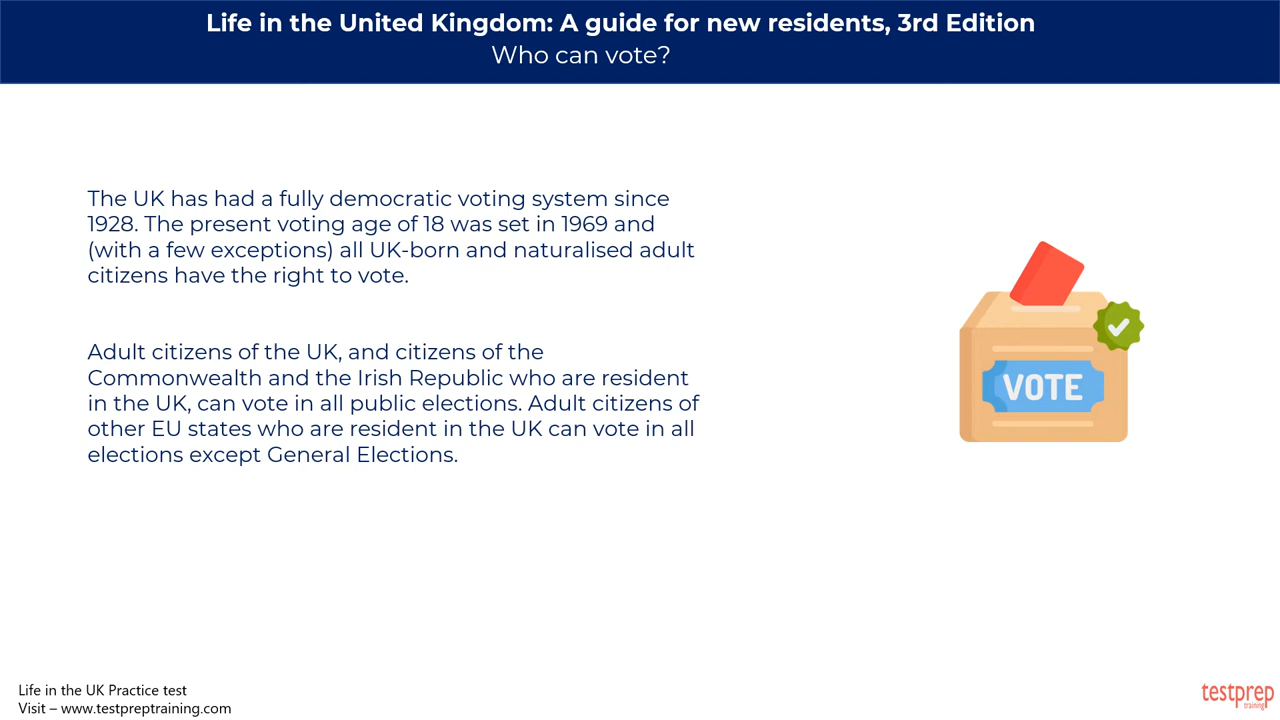 Life in the United Kingdom: A guide for new residents, 3rd Edition
Who can vote?
The UK has had a fully democratic voting system since
1928. The present voting age of 18 was set in 1969 and
(with a few exceptions) all UK-born and naturalised adult
citizens have the right to vote.
Adult citizens of the UK, and citizens of the
Commonwealth and the Irish Republic who are resident
in the UK, can vote in all public elections. Adult citizens of
other EU states who are resident in the UK can vote in all
elections except General Elections.
VOTE
Life in the UK Practice test
Visit – www.testpreptraining.com
testprep
training